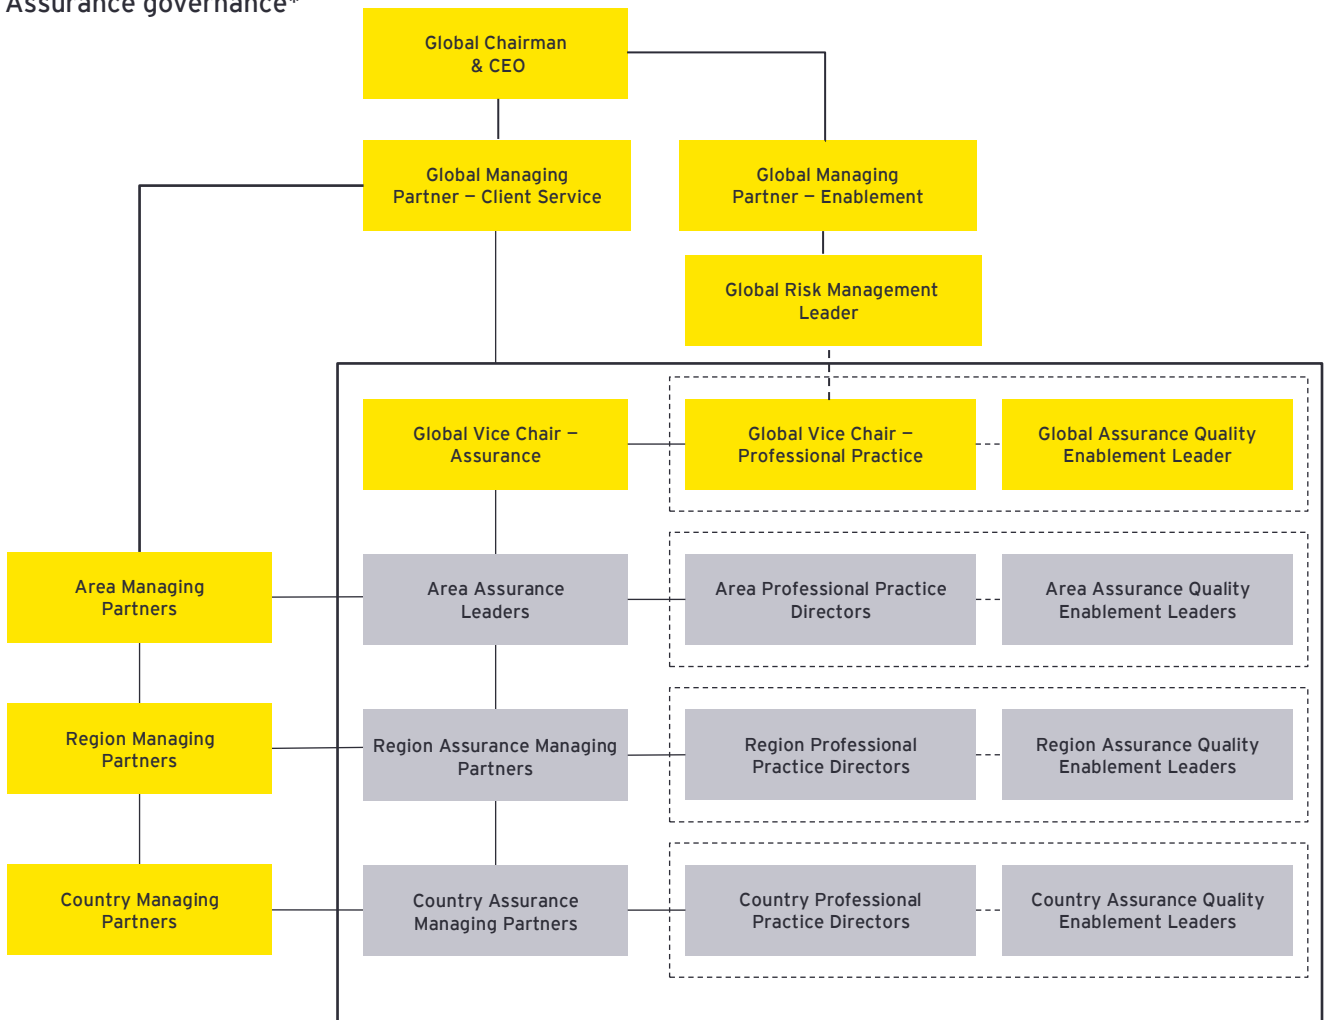 Assurance governance*
Global Chairman
& CEO
Global Managing
Partner – Client Service
Global Managing
Partner – Enablement
Global Risk Management
Leader
Global Vice Chair –
Assurance
Global Vice Chair –
Professional Practice
Global Assurance Quality
Enablement Leader
Area Managing
Partners
Area Assurance
Leaders
Area Professional Practice
Directors
Area Assurance Quality
Enablement Leaders
Region Managing
Partners
Region Assurance Managing
Partners
Region Professional
Practice Directors
Region Assurance Quality
Enablement Leaders
Country Managing
Partners
Country Assurance
Managing Partners
Country Professional
Practice Directors
Country Assurance Quality
Enablement Leaders